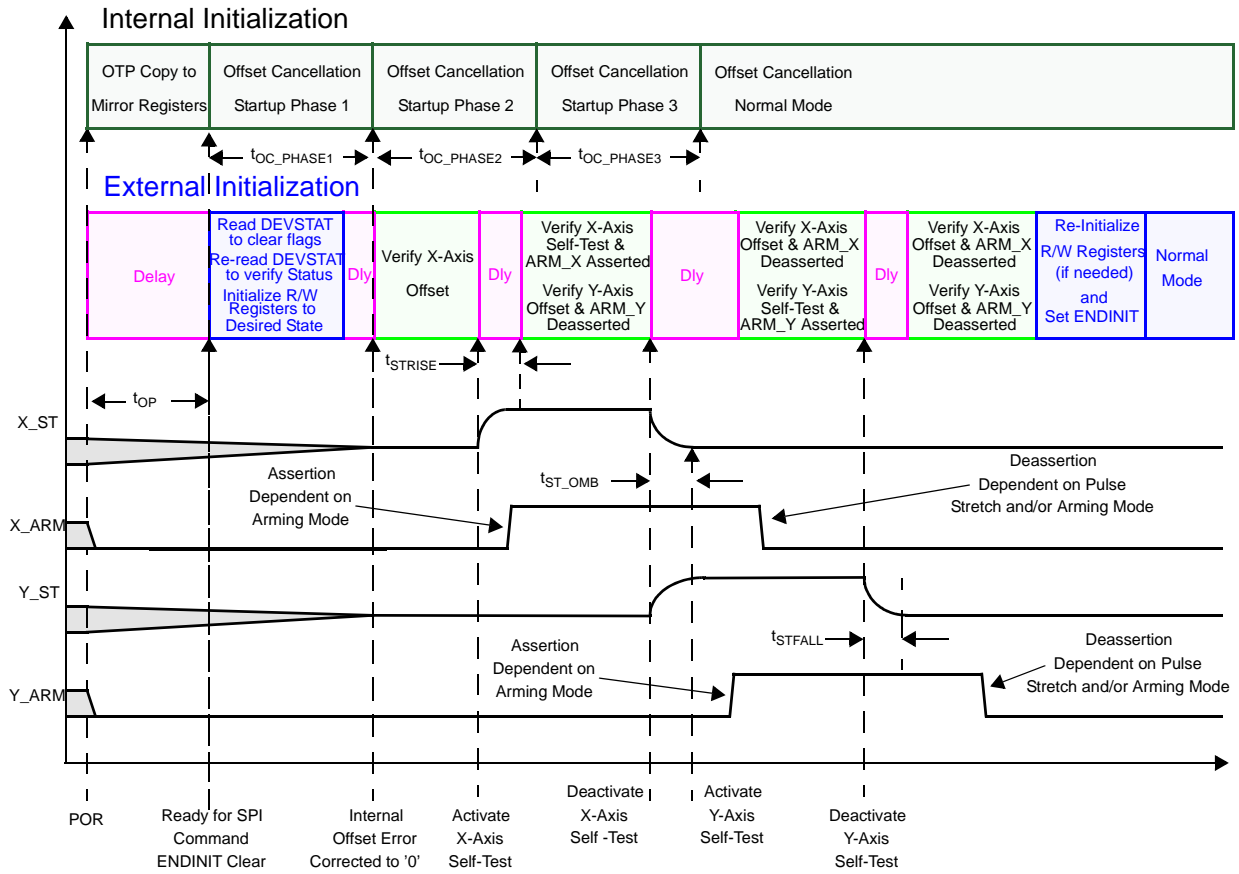 Internal Initialization
OTP Copy to
Mirror Registers
Offset Cancellation
Startup Phase 1
Offset Cancellation
Startup Phase 2
Offset Cancellation
Startup Phase 3
Offset Cancellation
Normal Mode
tOC_PHASE1
tOC_PHASE2
tOC_PHASE3
External Initialization
Delay
Read DEVSTAT
to clear flags
Re-read DEVSTAT
to verify Status
Initialize R/W
Registers to
Desired State
Dly
Verify X-Axis
Offset
Dly
Verify X-Axis
Self-Test &
ARM_X Asserted
Verify Y-Axis
Offset & ARM_Y
Deasserted
Dly
Verify X-Axis
Offset & ARM_X
Deasserted
Verify Y-Axis
Self-Test &
ARM_Y Asserted
Dly
Verify X-Axis
Offset & ARM_X
Deasserted
Verify Y-Axis
Offset & ARM_Y
Deasserted
Re-Initialize
R/W Registers
(if needed)
and
Set ENDINIT
Normal
Mode
tSTRISE
tOP
X_ST
Assertion
Dependent on
Arming Mode
tST_OMB
Deassertion
Dependent on Pulse
Stretch and/or Arming Mode
X_ARM
Y_ST
tSTFALL
Assertion
Dependent on
Arming Mode
Deassertion
Dependent on Pulse
Stretch and/or Arming Mode
Y_ARM
POR
Ready for SPI
Command
ENDINIT Clear
Internal
Offset Error
Corrected to '0'
Activate
X-Axis
Self-Test
Deactivate
X-Axis
Self -Test
Activate
Y-Axis
Self-Test
Deactivate
Y-Axis
Self-Test